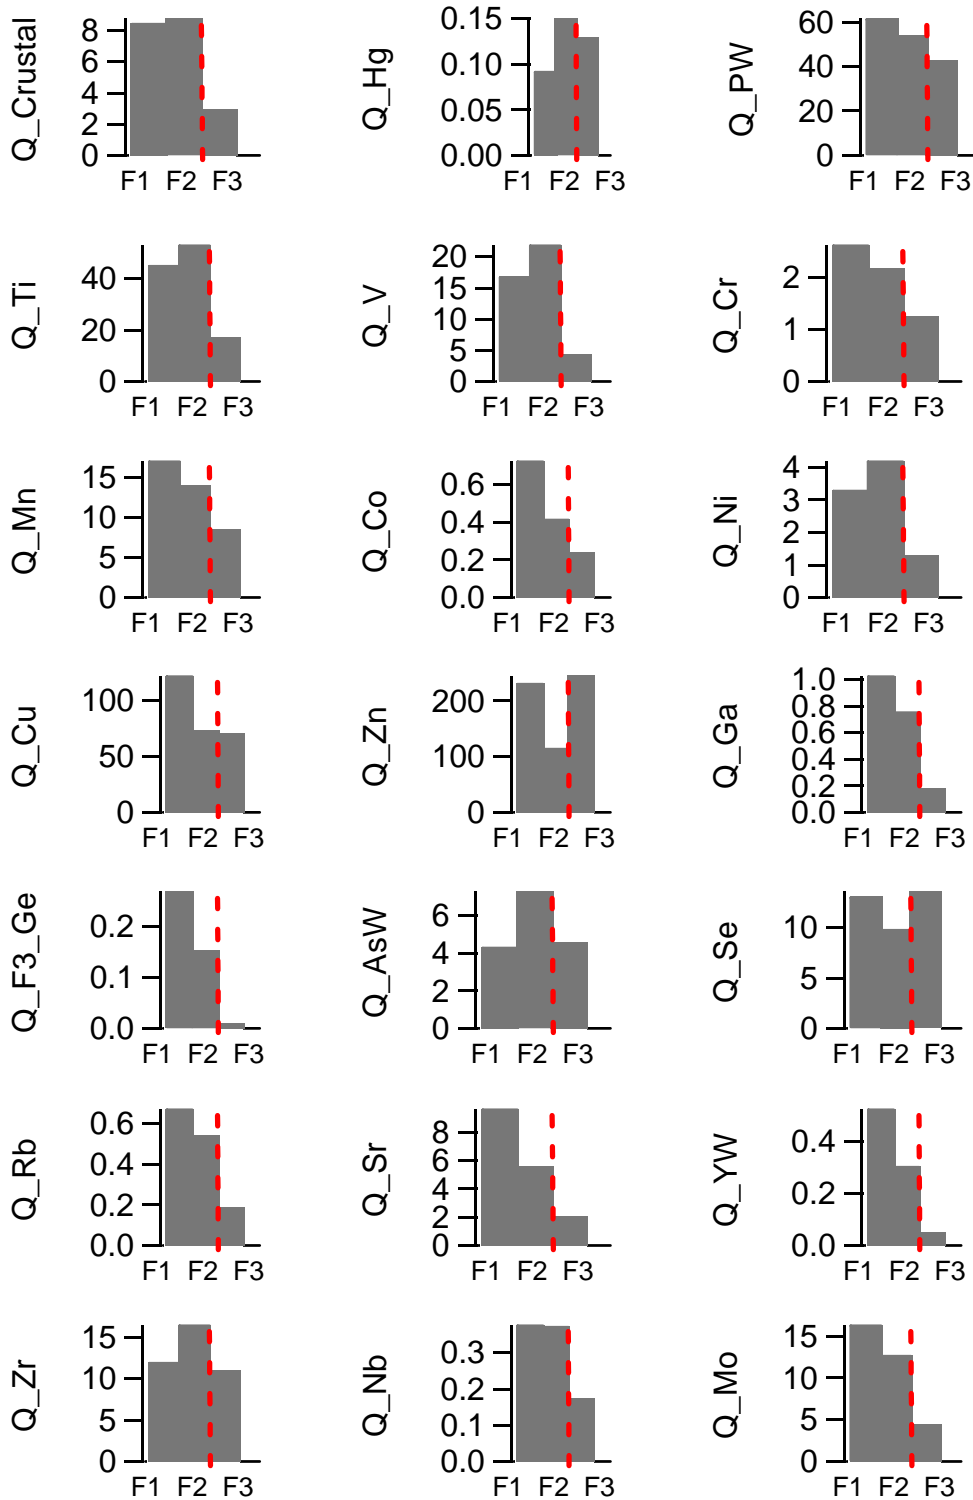 Q_Crustal
8
6
4
2
0
F1 F2 F3
Q_Hg
0.15
0.10
0.05
0.00
F1 F2 F3
Q_PW
60
40
20
0
F1 F2 F3
Q_Ti
40
20
0
F1 F2 F3
Q_V
20
15
10
5
0
F1 F2 F3
Q_Cr
2
1
0
F1 F2 F3
Q_Mn
15
10
5
0
F1 F2 F3
Q_Co
0.6
0.4
0.2
0.0
F1 F2 F3
Q_Ni
4
3
2
1
0
F1 F2 F3
Q_Cu
100
50
0
F1 F2 F3
Q_Zn
200
100
0
F1 F2 F3
Q_Ga
1.0
0.8
0.6
0.4
0.2
0.0
F1 F2 F3
Q_F3_Ge
0.2
0.1
0.0
F1 F2 F3
Q_AsW
6
4
2
0
F1 F2 F3
Q_Se
10
5
0
F1 F2 F3
Q_Rb
0.6
0.4
0.2
0.0
F1 F2 F3
Q_Sr
8
6
4
2
0
F1 F2 F3
Q_YW
0.4
0.2
0.0
F1 F2 F3
Q_Zr
15
10
5
0
F1 F2 F3
Q_Nb
0.3
0.2
0.1
0.0
F1 F2 F3
Q_Mo
15
10
5
0
F1 F2 F3